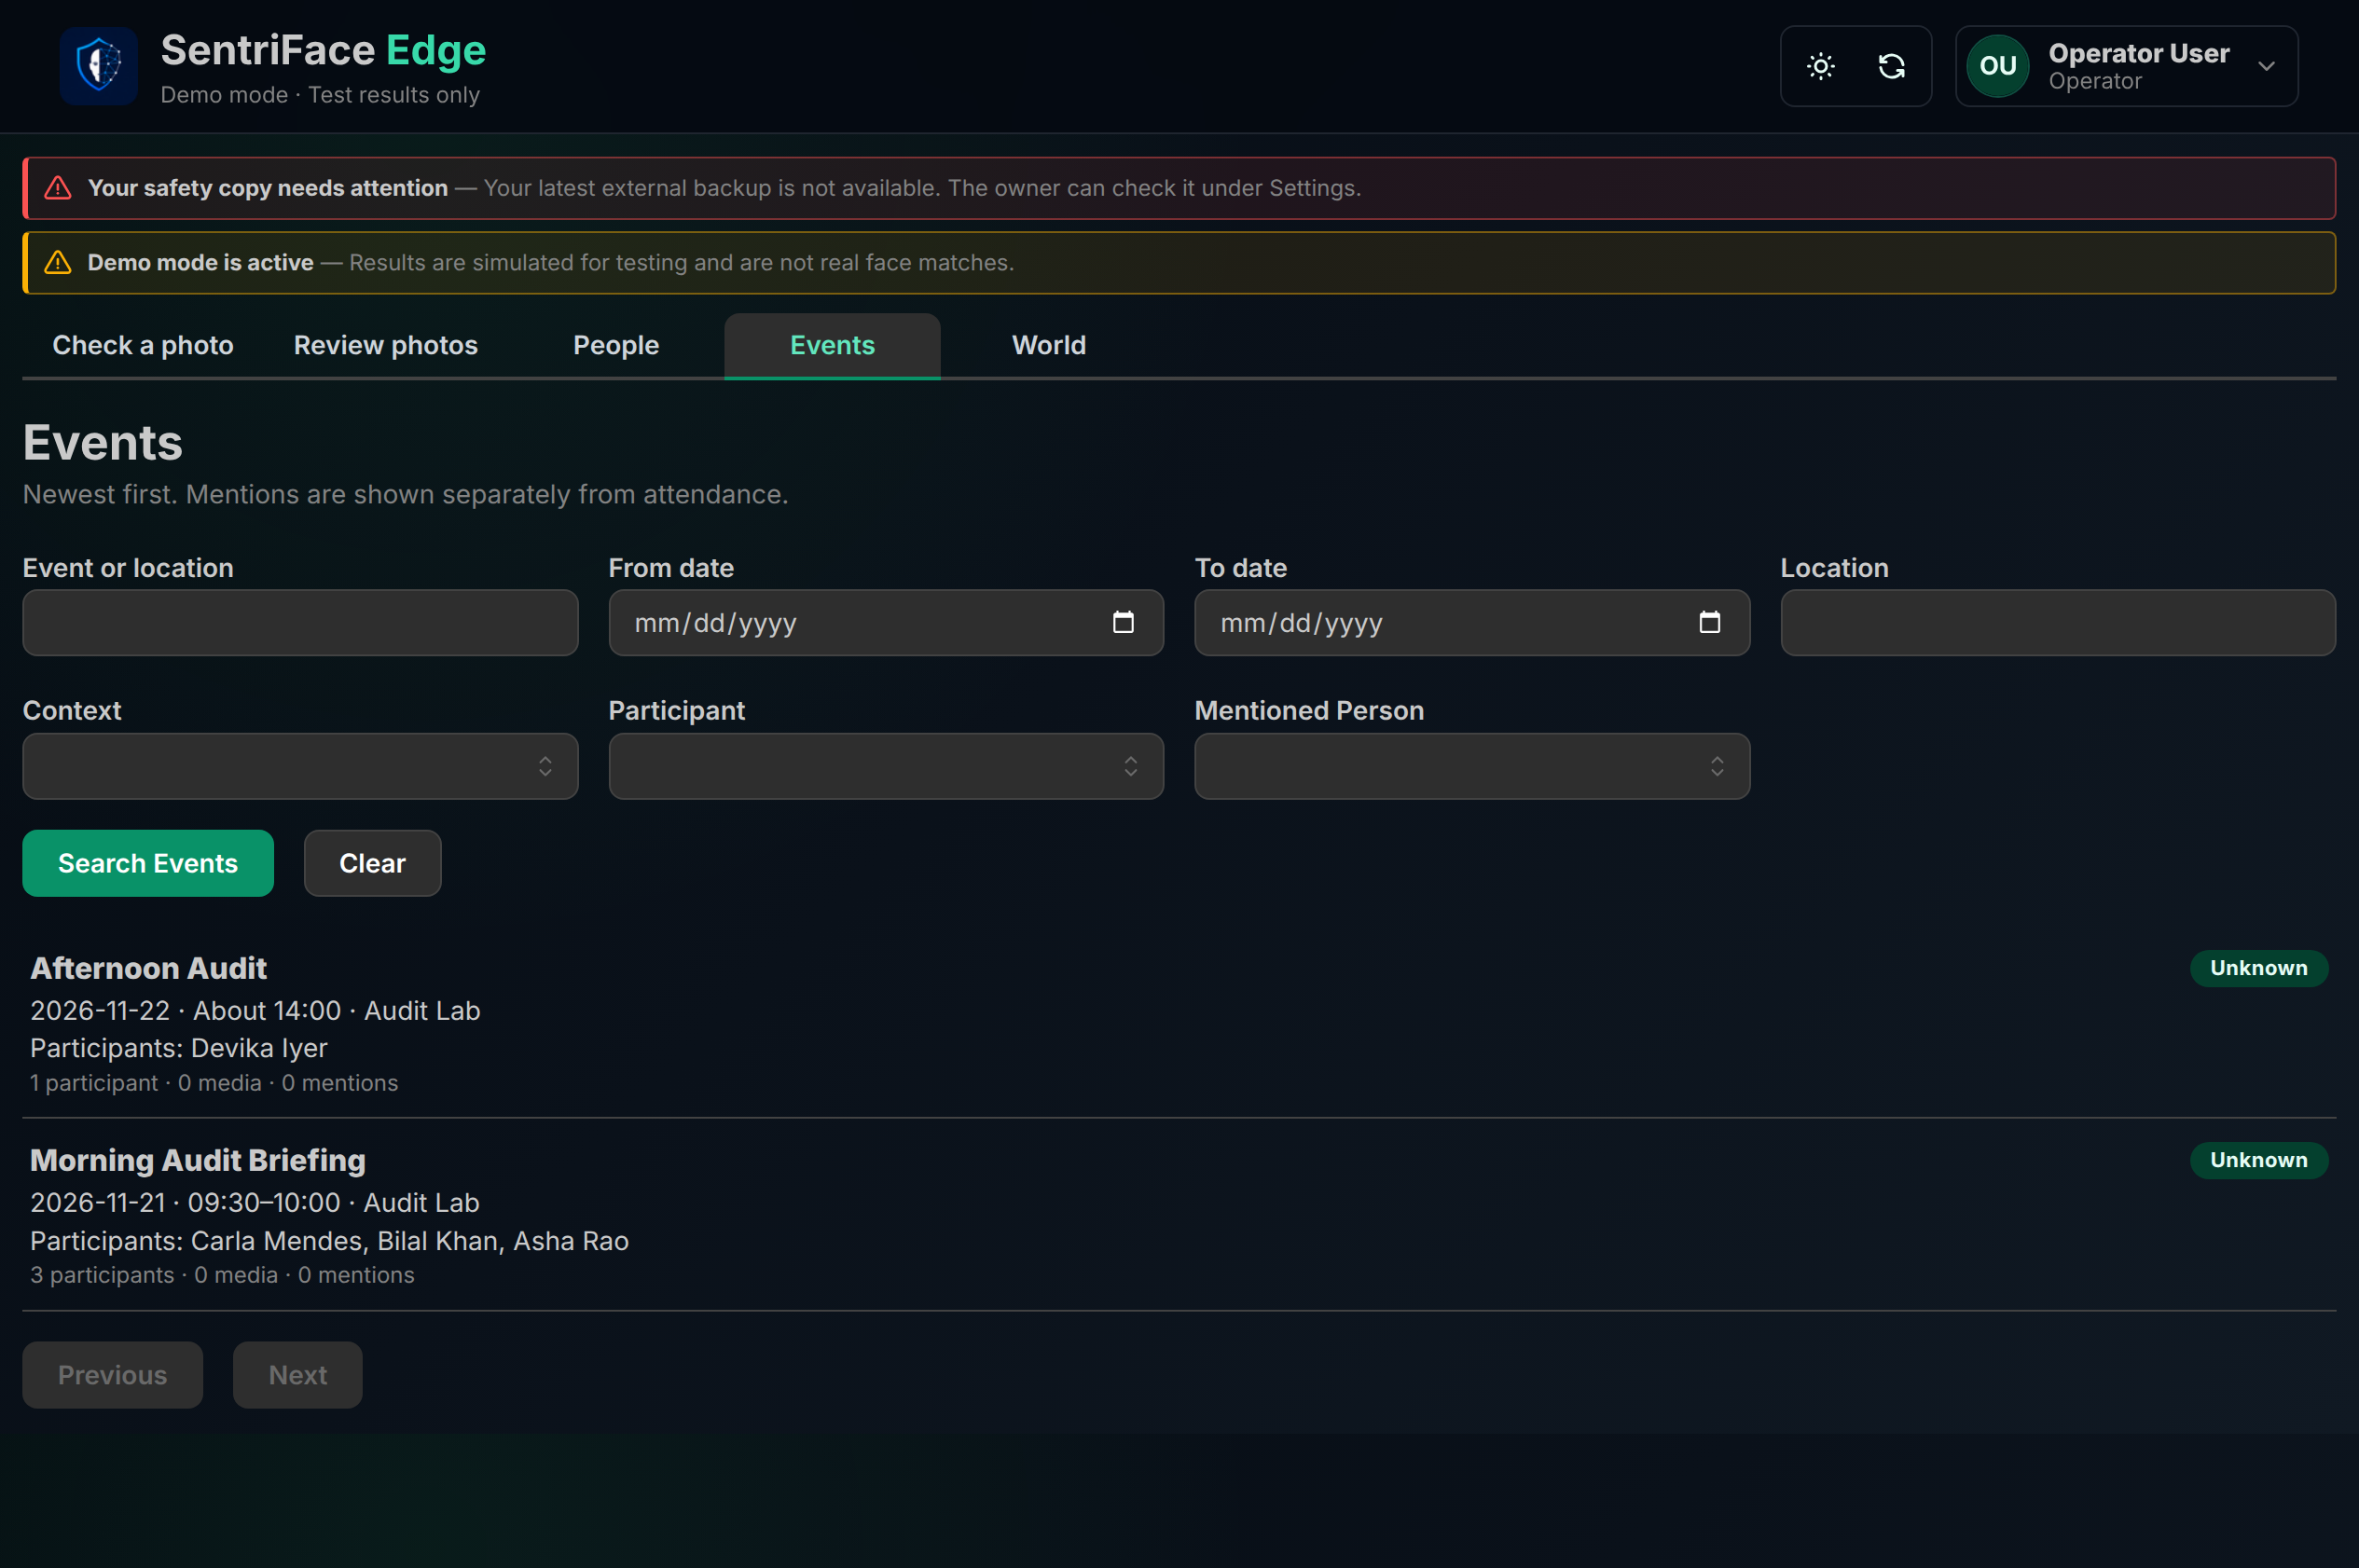 SentriFace Edge
Demo mode · Test results only
OU
Operator User
Operator
Your safety copy needs attention — Your latest external backup is not available. The owner can check it under Settings.
Demo mode is active — Results are simulated for testing and are not real face matches.
Check a photo
Review photos
People
Events
World
Events
Newest first. Mentions are shown separately from attendance.
Event or location
From date
To date
Location
mm/dd/yyyy
mm/dd/yyyy
Context
Participant
Mentioned Person
Search Events
Clear
Afternoon Audit
Unknown
2026-11-22 · About 14:00 · Audit Lab
Participants: Devika Iyer
1 participant · 0 media · 0 mentions
Morning Audit Briefing
Unknown
2026-11-21 · 09:30–10:00 · Audit Lab
Participants: Carla Mendes, Bilal Khan, Asha Rao
3 participants · 0 media · 0 mentions
Previous
Next